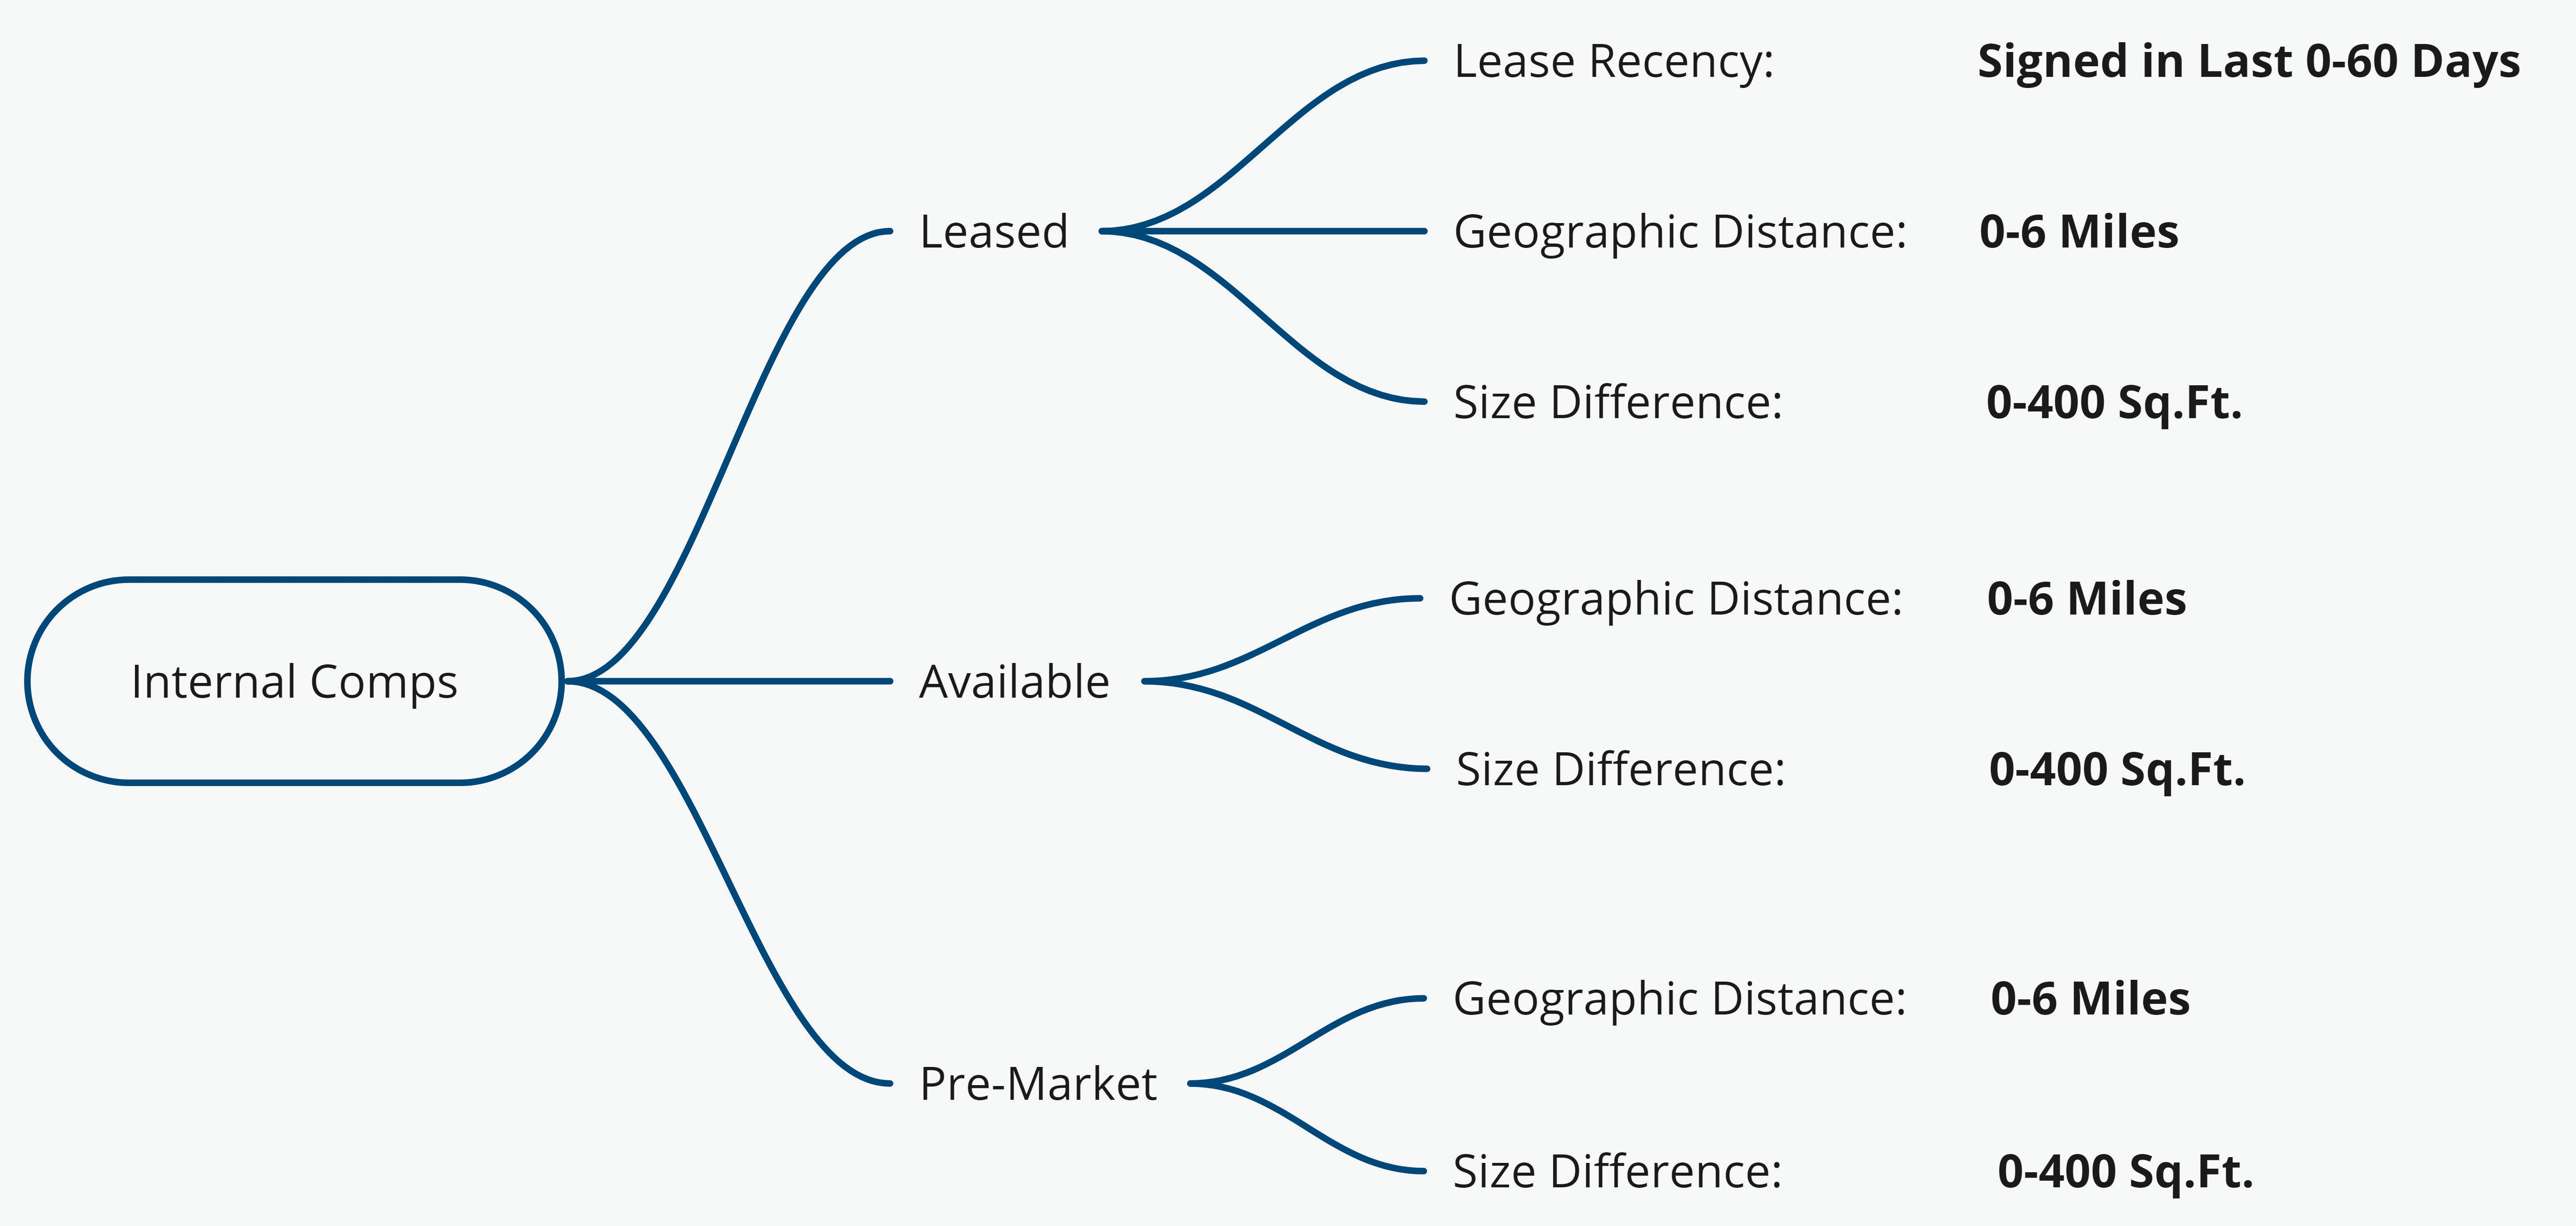 Internal Comps
Leased
Lease Recency: Signed in Last 0-60 Days
Geographic Distance: 0-6 Miles
Size Difference: 0-400 Sq.Ft.
Available
Geographic Distance: 0-6 Miles
Size Difference: 0-400 Sq.Ft.
Pre-Market
Geographic Distance: 0-6 Miles
Size Difference: 0-400 Sq.Ft.